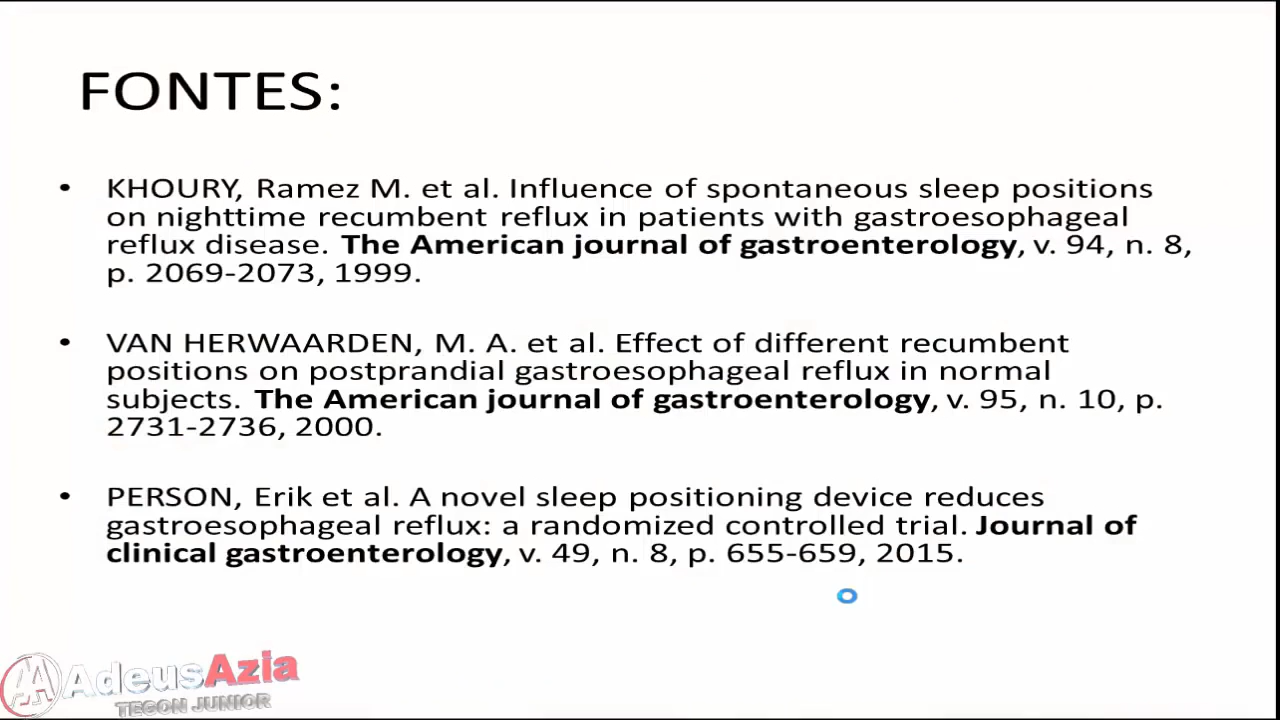 FONTES:
• KHOURY, Ramez M. et al. Influence of spontaneous sleep positions
on nighttime recumbent reflux in patients with gastroesophageal
reflux disease. The American journal of gastroenterology, v. 94, n. 8,
p. 2069-2073, 1999.
• VAN HERWAARDEN, M. A. et al. Effect of different recumbent
positions on postprandial gastroesophageal reflux in normal
subjects. The American journal of gastroenterology, v. 95, n. 10, p.
2731-2736, 2000.
• PERSON, Erik et al. A novel sleep positioning device reduces
gastroesophageal reflux: a randomized controlled trial. Journal of
clinical gastroenterology, v. 49, n. 8, p. 655-659, 2015.
AA AdeusAzia
TEGON JUNIOR